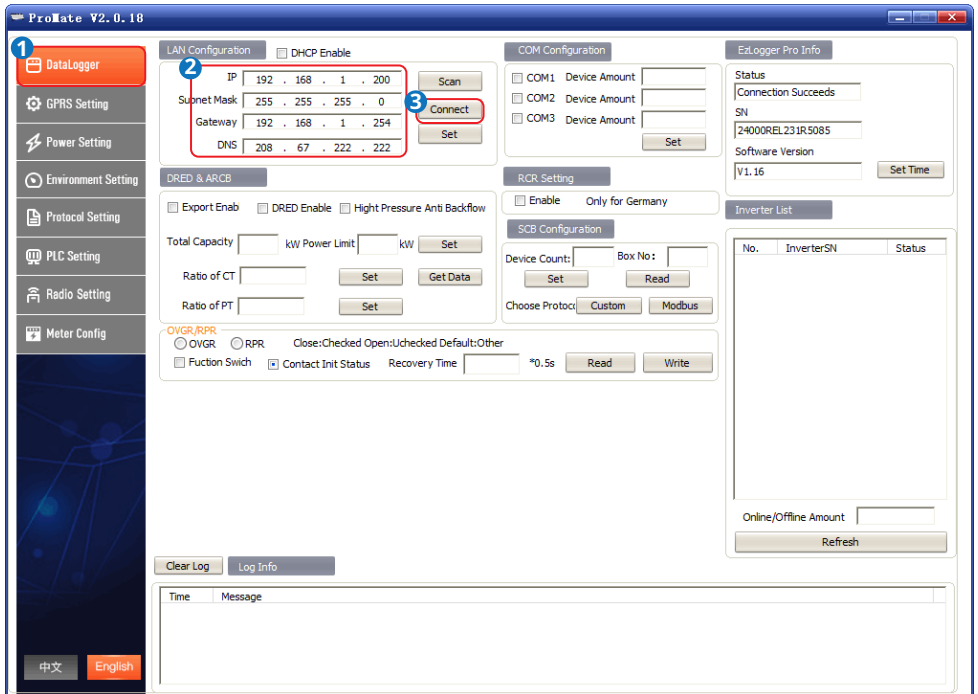 ProMate V2.0.18
1
DataLogger
GPRS Setting
Power Setting
Environment Setting
Protocol Setting
PLC Setting
Radio Setting
Meter Config
中文
English
LAN Configuration
DHCP Enable
2
IP 192 . 168 . 1 . 200
Subnet Mask 255 . 255 . 255 . 0
Gateway 192 . 168 . 1 . 254
DNS 208 . 67 . 222 . 222
Scan
3
Connect
Set
COM Configuration
COM1 Device Amount
COM2 Device Amount
COM3 Device Amount
Set
EzLogger Pro Info
Status
Connection Succeeds
SN
24000REL231R5085
Software Version
V1.16
Set Time
DRED & ARCB
Export Enab
DRED Enable
Hight Pressure Anti Backflow
Total Capacity kW Power Limit kW Set
Ratio of CT Set Get Data
Ratio of PT Set
RCR Setting
Enable Only for Germany
SCB Configuration
Device Count: Box No:
Set Read
Choose Protoc Custom Modbus
OVGR/RPR
OVGR RPR Close:Checked Open:Uchecked Default:Other
Fuction Swich Contact Init Status Recovery Time *0.5s Read Write
Inverter List
No. InverterSN Status
Online/Offline Amount
Refresh
Clear Log Log Info
Time Message